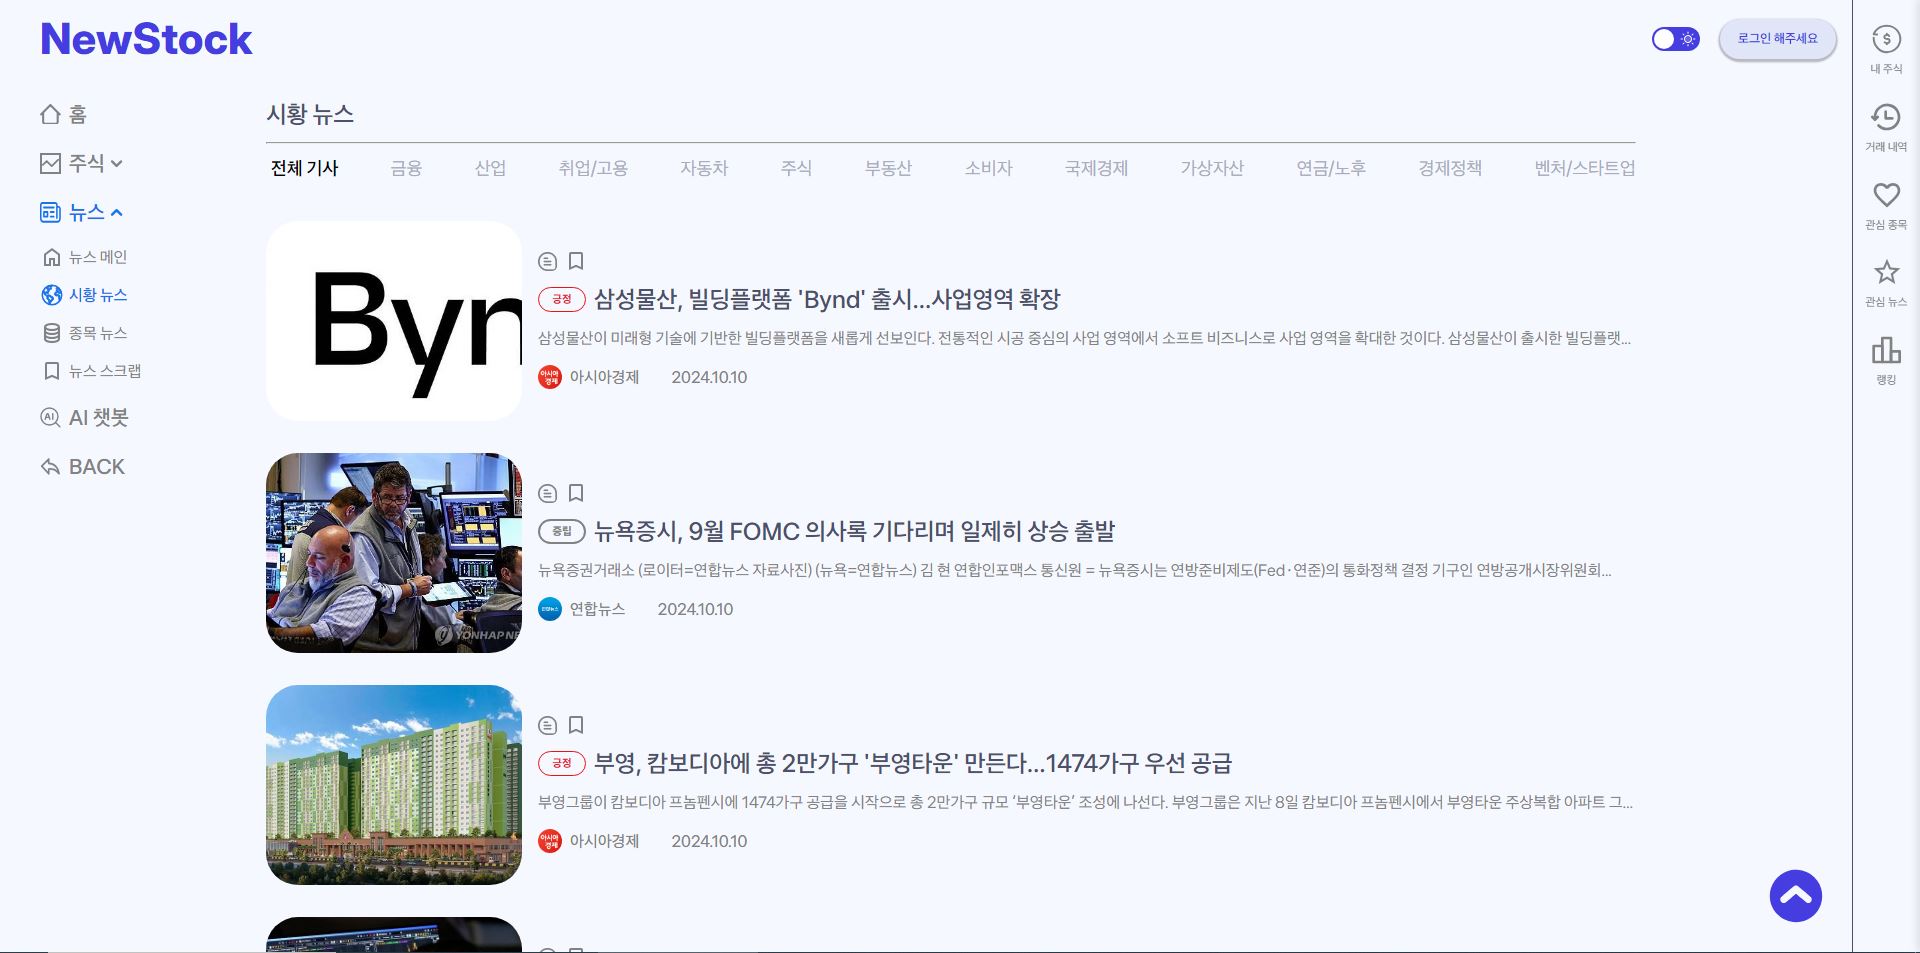 NewStock
로그인 해주세요
홈
주식
뉴스
뉴스 메인
시황 뉴스
종목 뉴스
뉴스 스크랩
AI 챗봇
BACK
시황 뉴스
전체 기사 금융 산업 취업/고용 자동차 주식 부동산 소비자 국제경제 가상자산 연금/노후 경제정책 벤처/스타트업
Byn
긍정 삼성물산, 빌딩플랫폼 'Bynd' 출시...사업영역 확장
삼성물산이 미래형 기술에 기반한 빌딩플랫폼을 새롭게 선보인다. 전통적인 시공 중심의 사업 영역에서 소프트 비즈니스로 사업 영역을 확대한 것이다. 삼성물산이 출시한 빌딩플랫...
아시아경제 아시아경제 2024.10.10
YONHAP NE
중립 뉴욕증시, 9월 FOMC 의사록 기다리며 일제히 상승 출발
뉴욕증권거래소 (로이터=연합뉴스 자료사진) (뉴욕=연합뉴스) 김 현 연합인포맥스 통신원 = 뉴욕증시는 연방준비제도(Fed·연준)의 통화정책 결정 기구인 연방공개시장위원회...
연합뉴스 연합뉴스 2024.10.10
긍정 부영, 캄보디아에 총 2만가구 '부영타운' 만든다...1474가구 우선 공급
부영그룹이 캄보디아 프놈펜시에 1474가구 공급을 시작으로 총 2만가구 규모 ‘부영타운’ 조성에 나선다. 부영그룹은 지난 8일 캄보디아 프놈펜시에서 부영타운 주상복합 아파트 그...
아시아경제 아시아경제 2024.10.10
내 주식
거래 내역
관심 종목
관심 뉴스
랭킹